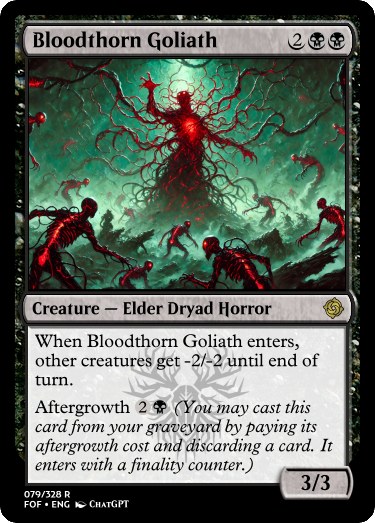 Bloodthorn Goliath 2
When Bloodthorn Goliath enters,
other creatures get -2/-2 until end of
turn.
Aftergrowth 2 (You may cast this
card from your graveyard by paying its
aftergrowth cost and discarding a card. It
enters with a finality counter.)
Creature — Elder Dryad Horror
3/3
079/328 R
FOF • ENG ChatGPT